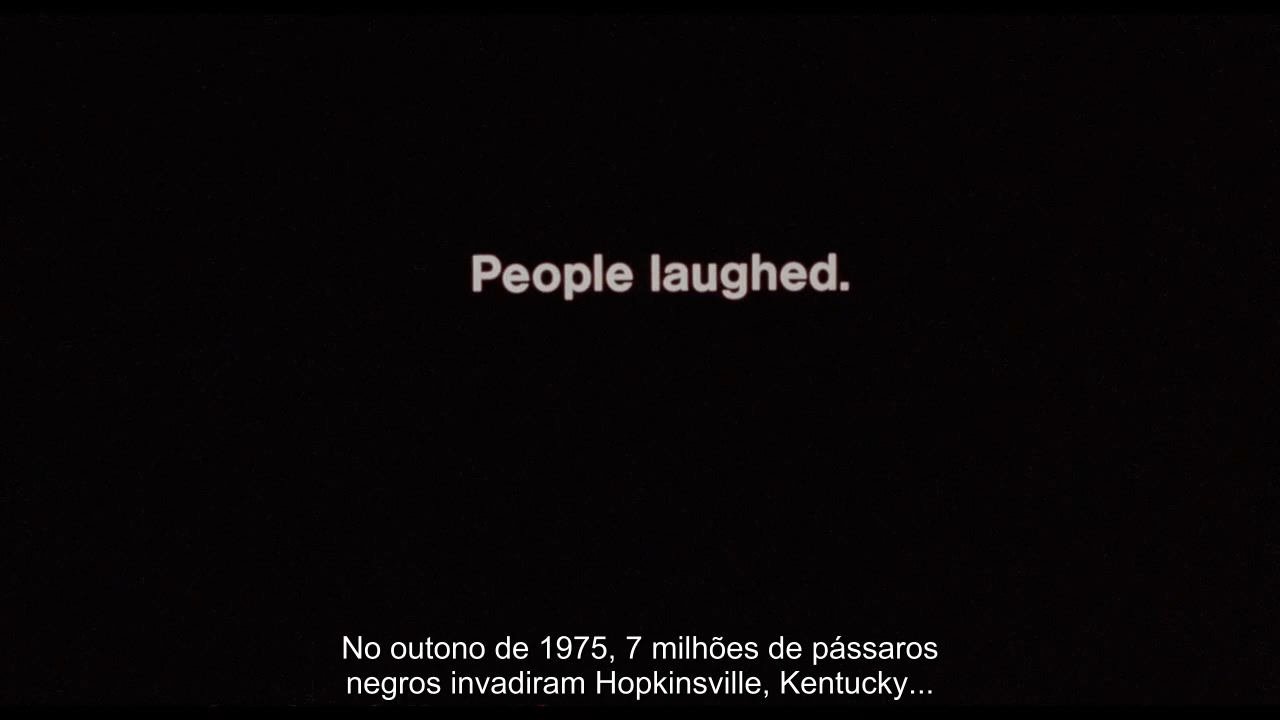 People laughed.
No outono de 1975, 7 milhões de pássaros
negros invadiram Hopkinsville, Kentucky...